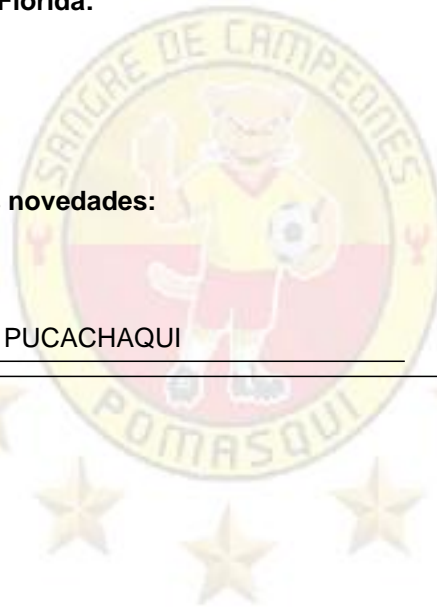 Florida:
SANGRE DE CAMPEONES
novedades:
PUCACHAQUI
POMASQUI